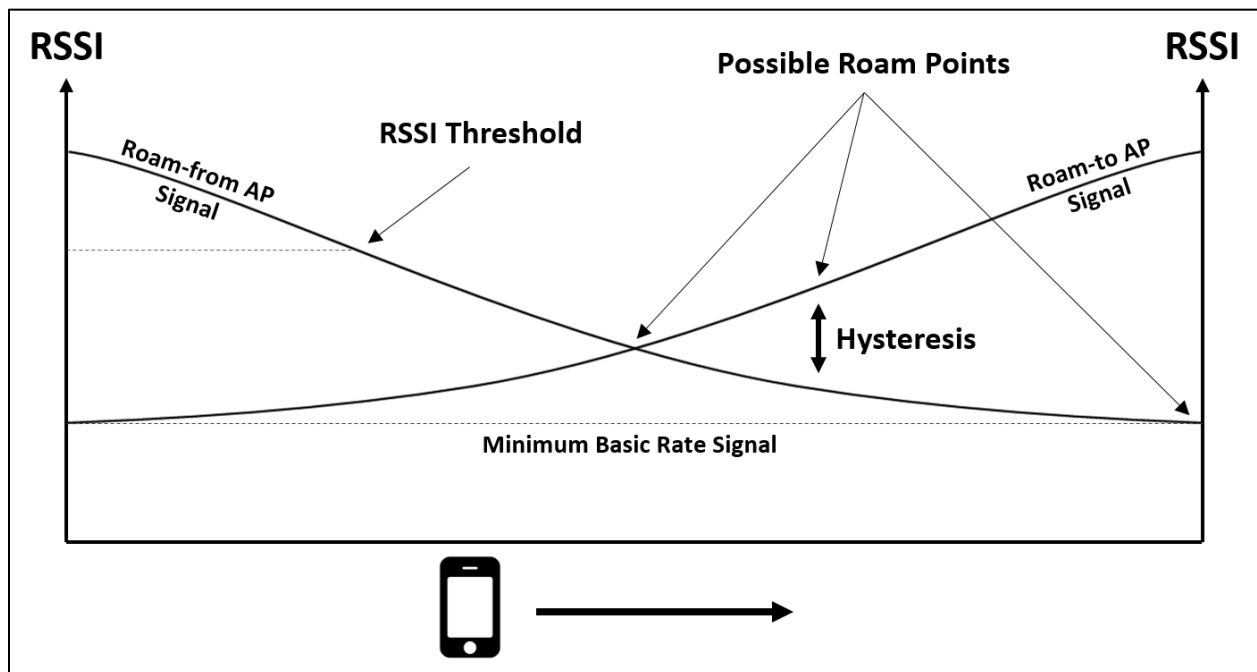 RSSI
RSSI
Possible Roam Points
RSSI Threshold
Roam-from AP
Signal
Roam-to AP
Signal
Hysteresis
Minimum Basic Rate Signal